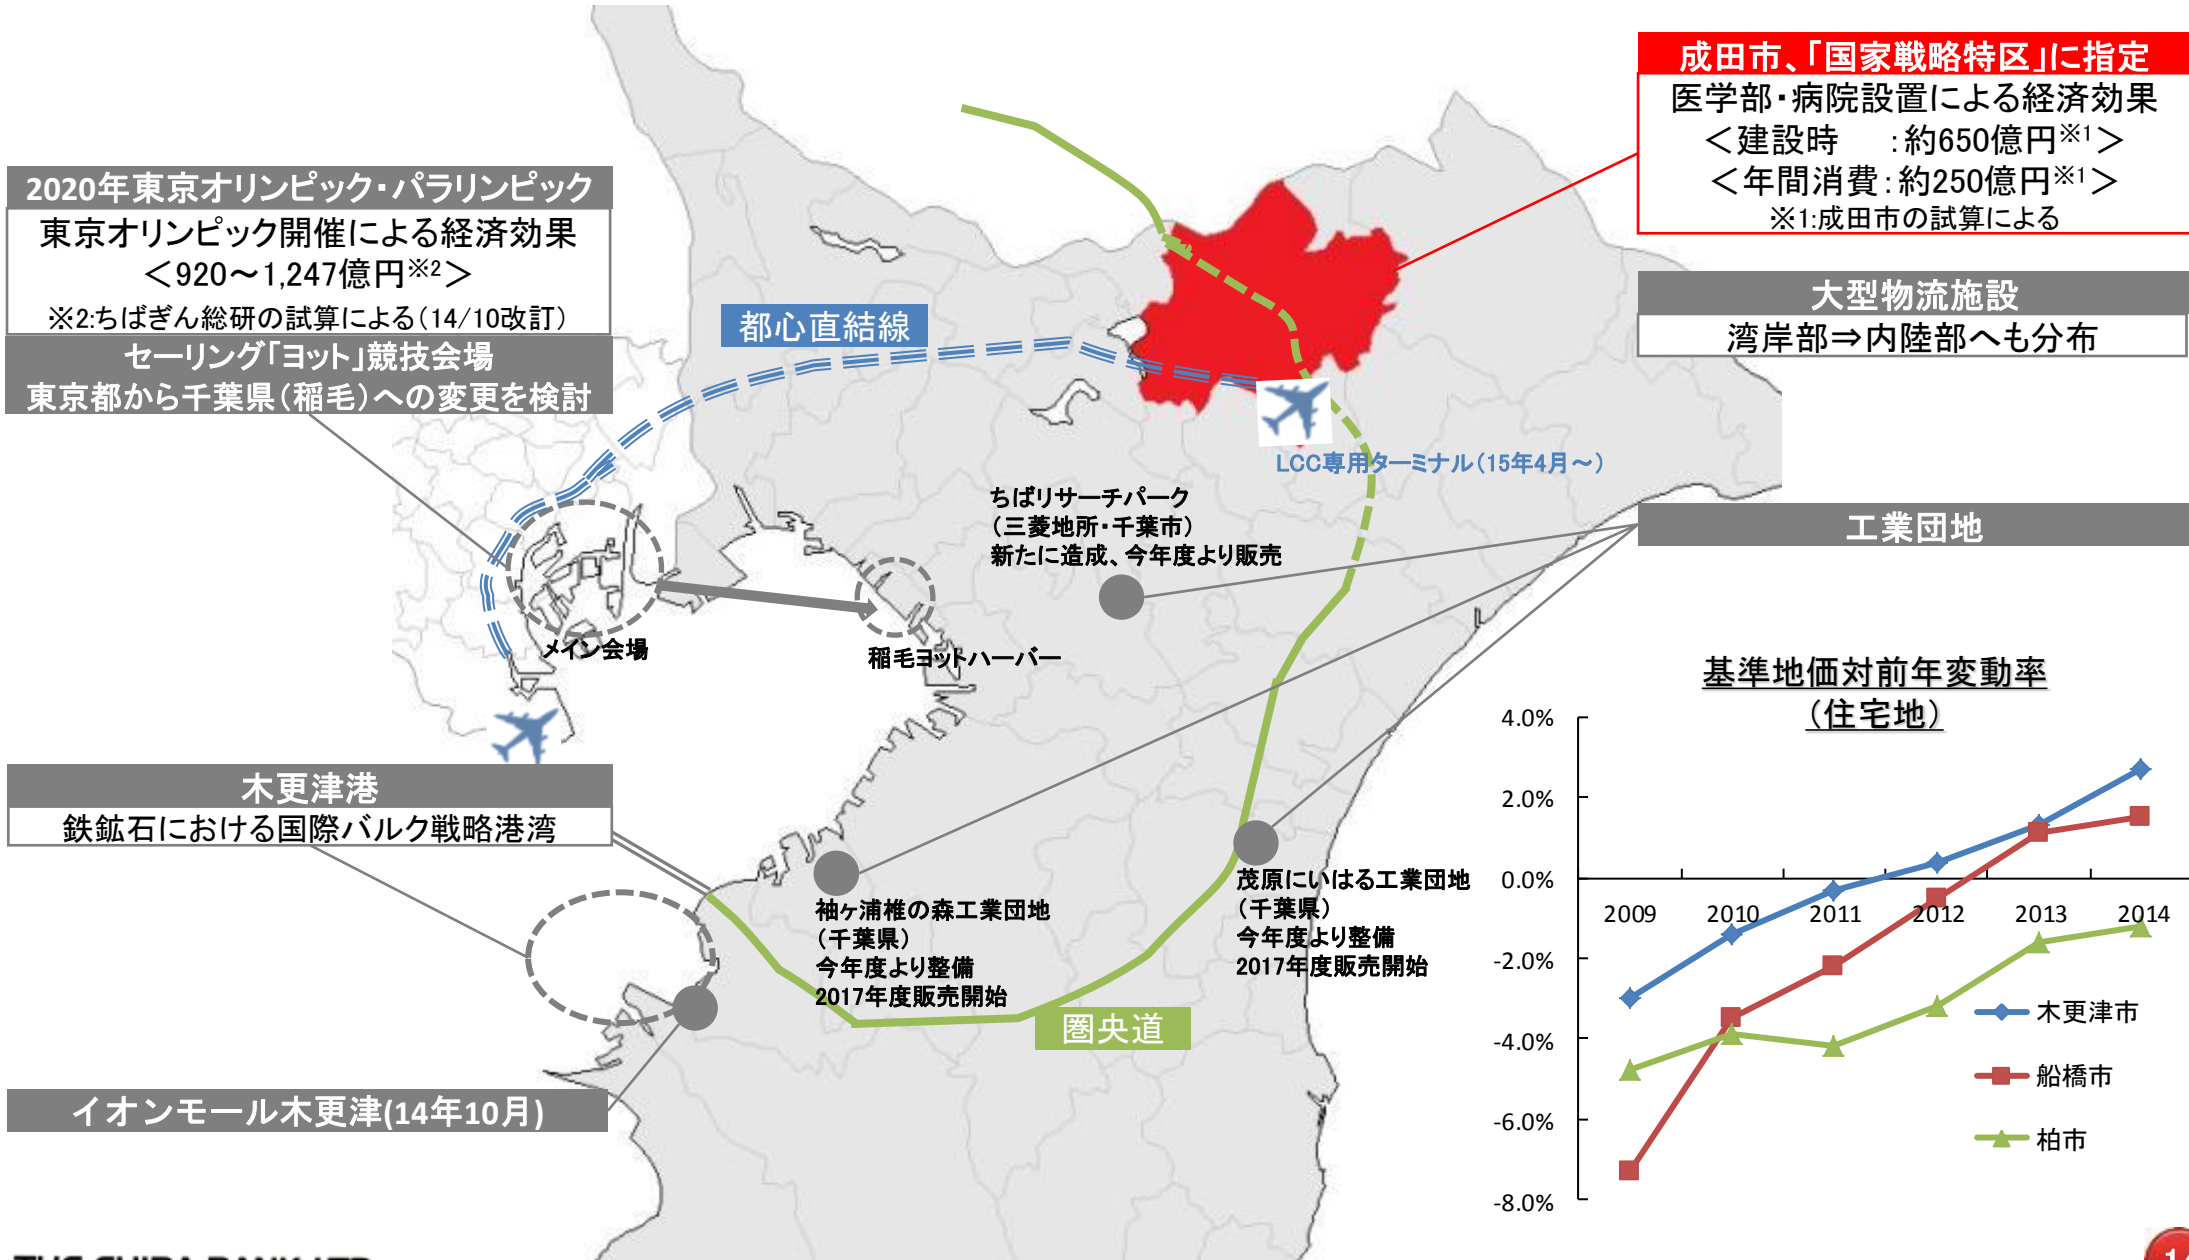 成田市、「国家戦略特区」に指定
医学部・病院設置による経済効果
＜建設時　：約650億円※1＞
＜年間消費：約250億円※1＞
※1:成田市の試算による
2020年東京オリンピック・パラリンピック
東京オリンピック開催による経済効果
＜920～1,247億円※2＞
※2:ちばぎん総研の試算による（14/10改訂）
セーリング「ヨット」競技会場
東京都から千葉県（稲毛）への変更を検討
大型物流施設
湾岸部⇒内陸部へも分布
都心直結線
LCC専用ターミナル（15年4月～）
ちばリサーチパーク
（三菱地所・千葉市）
新たに造成、今年度より販売
工業団地
メイン会場
稲毛ヨットハーバー
木更津港
鉄鉱石における国際バルク戦略港湾
袖ヶ浦椎の森工業団地
（千葉県）
今年度より整備
2017年度販売開始
茂原にいはる工業団地
（千葉県）
今年度より整備
2017年度販売開始
圏央道
イオンモール木更津(14年10月)
基準地価対前年変動率
（住宅地）
4.0%
2.0%
0.0%
-2.0%
-4.0%
-6.0%
-8.0%
2009 2010 2011 2012 2013 2014
木更津市
船橋市
柏市
THE CHIBA BANK, LTD.
1